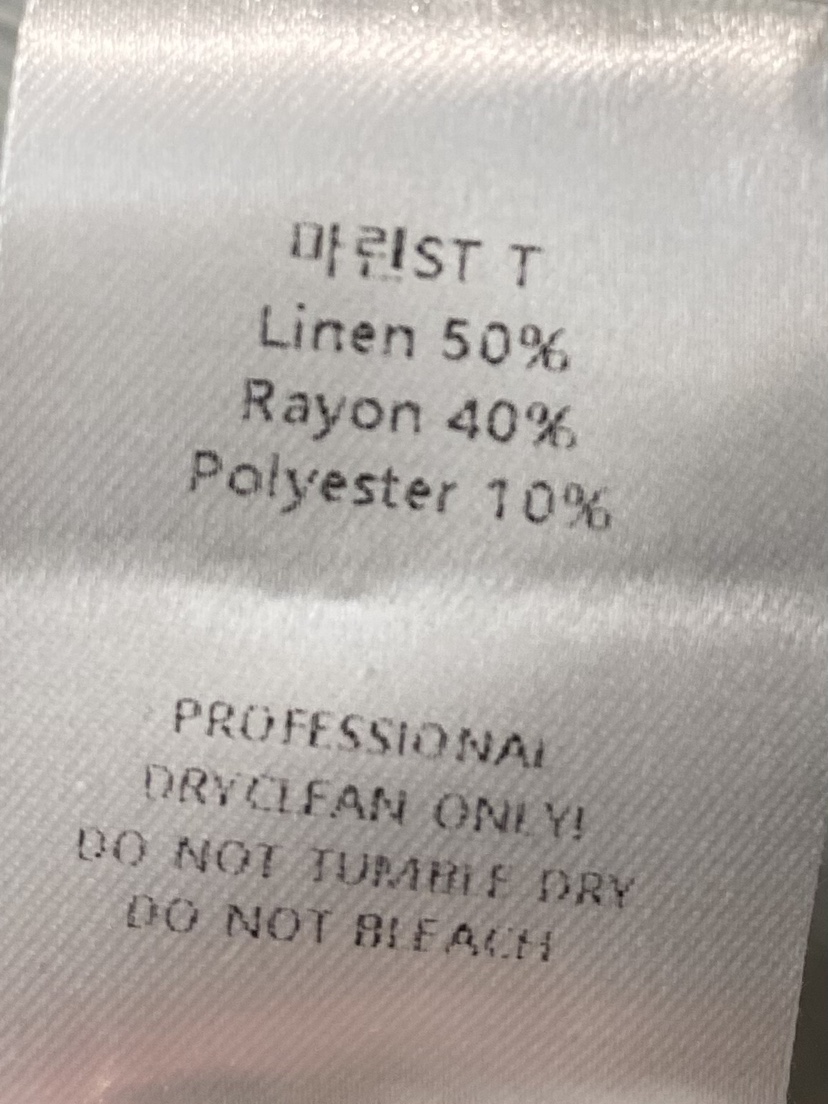 마린ST T
Linen 50%
Rayon 40%
Polyester 10%
PROFESSIONAL
DRYCLEAN ONLY!
DO NOT TUMBLE DRY
DO NOT BLEACH